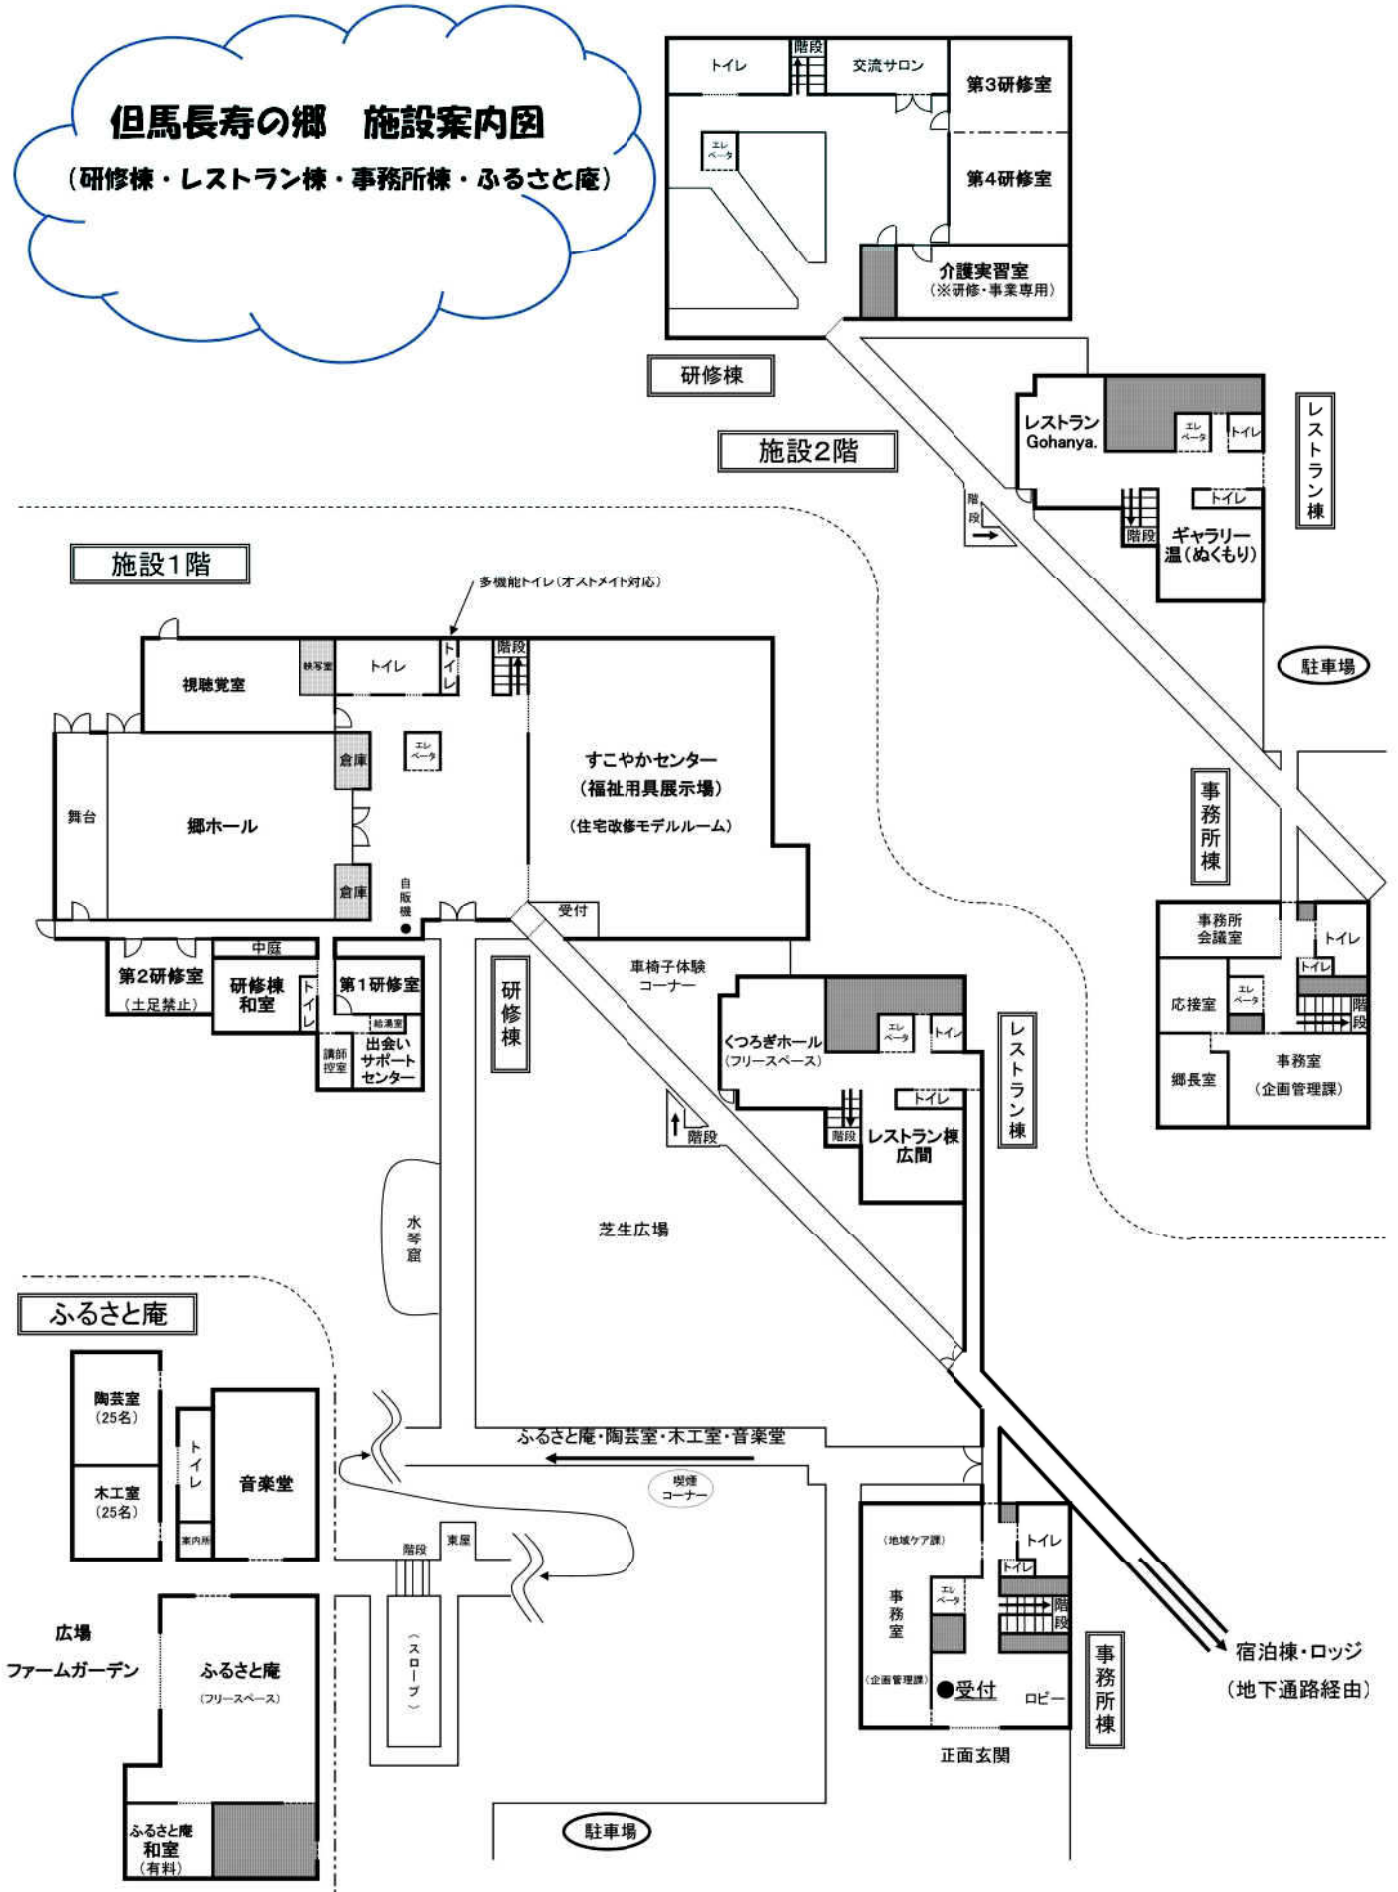 但馬長寿の郷　施設案内図
(研修棟・レストラン棟・事務所棟・ふるさと庵)
トイレ
階段
交流サロン
第3研修室
エレベータ
第4研修室
介護実習室
(※研修・事業専用)
研修棟
施設2階
レストラン
Gohanya.
エレベータ
トイレ
トイレ
階段
ギャラリー
温(ぬくもり)
レストラン棟
階段
駐車場
事務所棟
事務所
会議室
トイレ
トイレ
応接室
エレベータ
階段
郷長室
事務室
(企画管理課)
施設1階
多機能トイレ(オストメイト対応)
視聴覚室
映写室
トイレ
トイレ
階段
倉庫
エレベータ
すこやかセンター
(福祉用具展示場)
(住宅改修モデルルーム)
舞台
郷ホール
倉庫
自販機
受付
中庭
第2研修室
(土足禁止)
研修棟
和室
トイレ
第1研修室
給湯室
講師
控室
出会い
サポート
センター
研修棟
車椅子体験
コーナー
くつろぎホール
(フリースペース)
エレベータ
トイレ
トイレ
階段
レストラン棟
広間
レストラン棟
階段
水琴窟
芝生広場
ふるさと庵
陶芸室
(25名)
木工室
(25名)
トイレ
案内所
音楽堂
ふるさと庵・陶芸室・木工室・音楽堂
喫煙
コーナー
階段
東屋
(スロープ)
広場
ファームガーデン
ふるさと庵
(フリースペース)
ふるさと庵
和室
(有料)
(地域ケア課)
トイレ
トイレ
エレベータ
階段
事務室
(企画管理課)
●受付
ロビー
事務所棟
正面玄関
宿泊棟・ロッジ
(地下通路経由)
駐車場